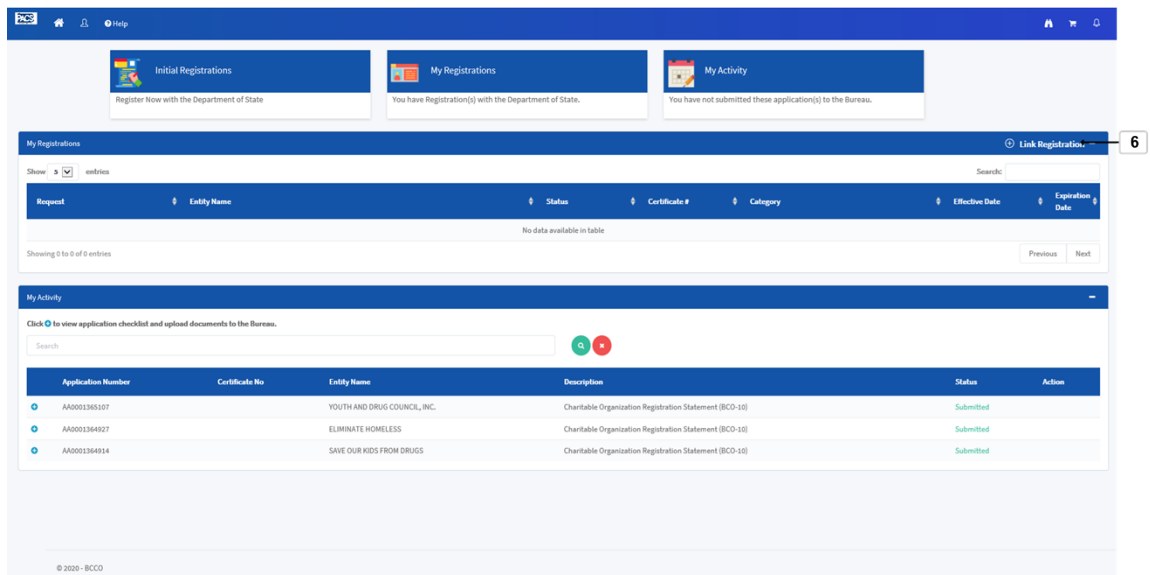 PACS Help
Initial Registrations
Register Now with the Department of State
My Registrations
You have Registration(s) with the Department of State.
My Activity
You have not submitted these application(s) to the Bureau.
My Registrations Link Registration 6
Show 5 entries Search:
Request Entity Name Status Certificate # Category Effective Date Expiration Date
No data available in table
Showing 0 to 0 of 0 entries Previous Next
My Activity
Click to view application checklist and upload documents to the Bureau.
Search
Application Number Certificate No Entity Name Description Status Action
AA0001365107 YOUTH AND DRUG COUNCIL, INC. Charitable Organization Registration Statement (BCO-10) Submitted
AA0001364927 ELIMINATE HOMELESS Charitable Organization Registration Statement (BCO-10) Submitted
AA0001364914 SAVE OUR KIDS FROM DRUGS Charitable Organization Registration Statement (BCO-10) Submitted
© 2020 - BCCO